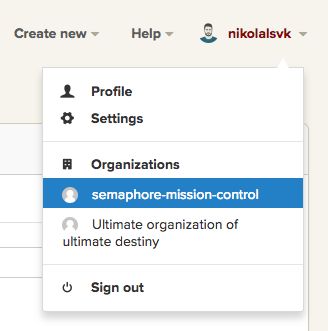 Create new Help nikolalsvk
Profile
Settings
Organizations
semaphore-mission-control
Ultimate organization of
ultimate destiny
Sign out